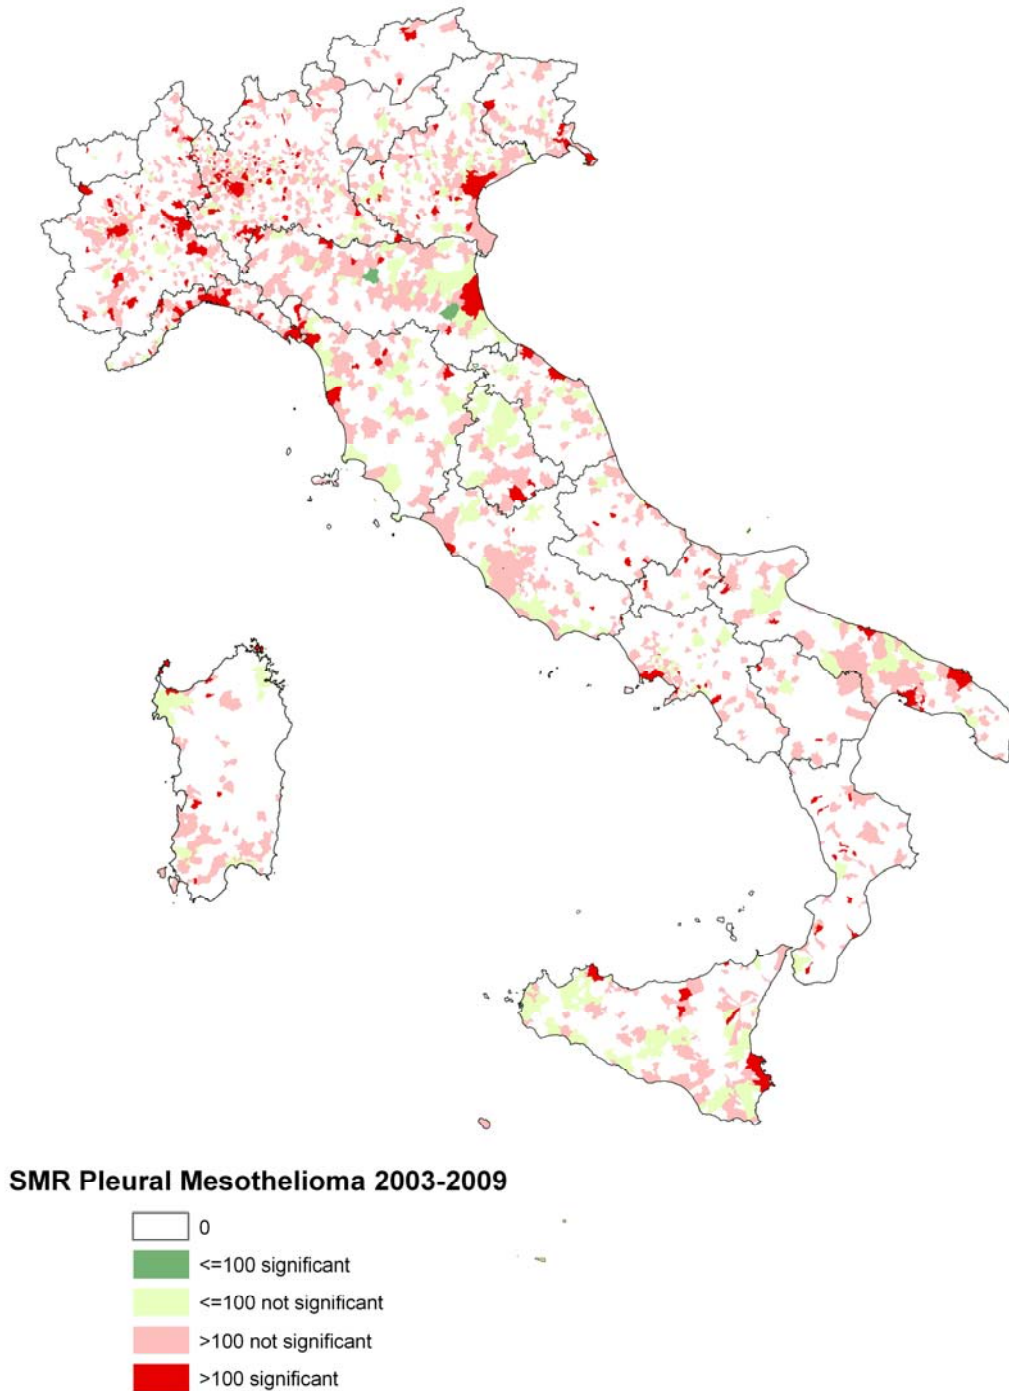 SMR Pleural Mesothelioma 2003-2009
0
<=100 significant
<=100 not significant
>100 not significant
>100 significant